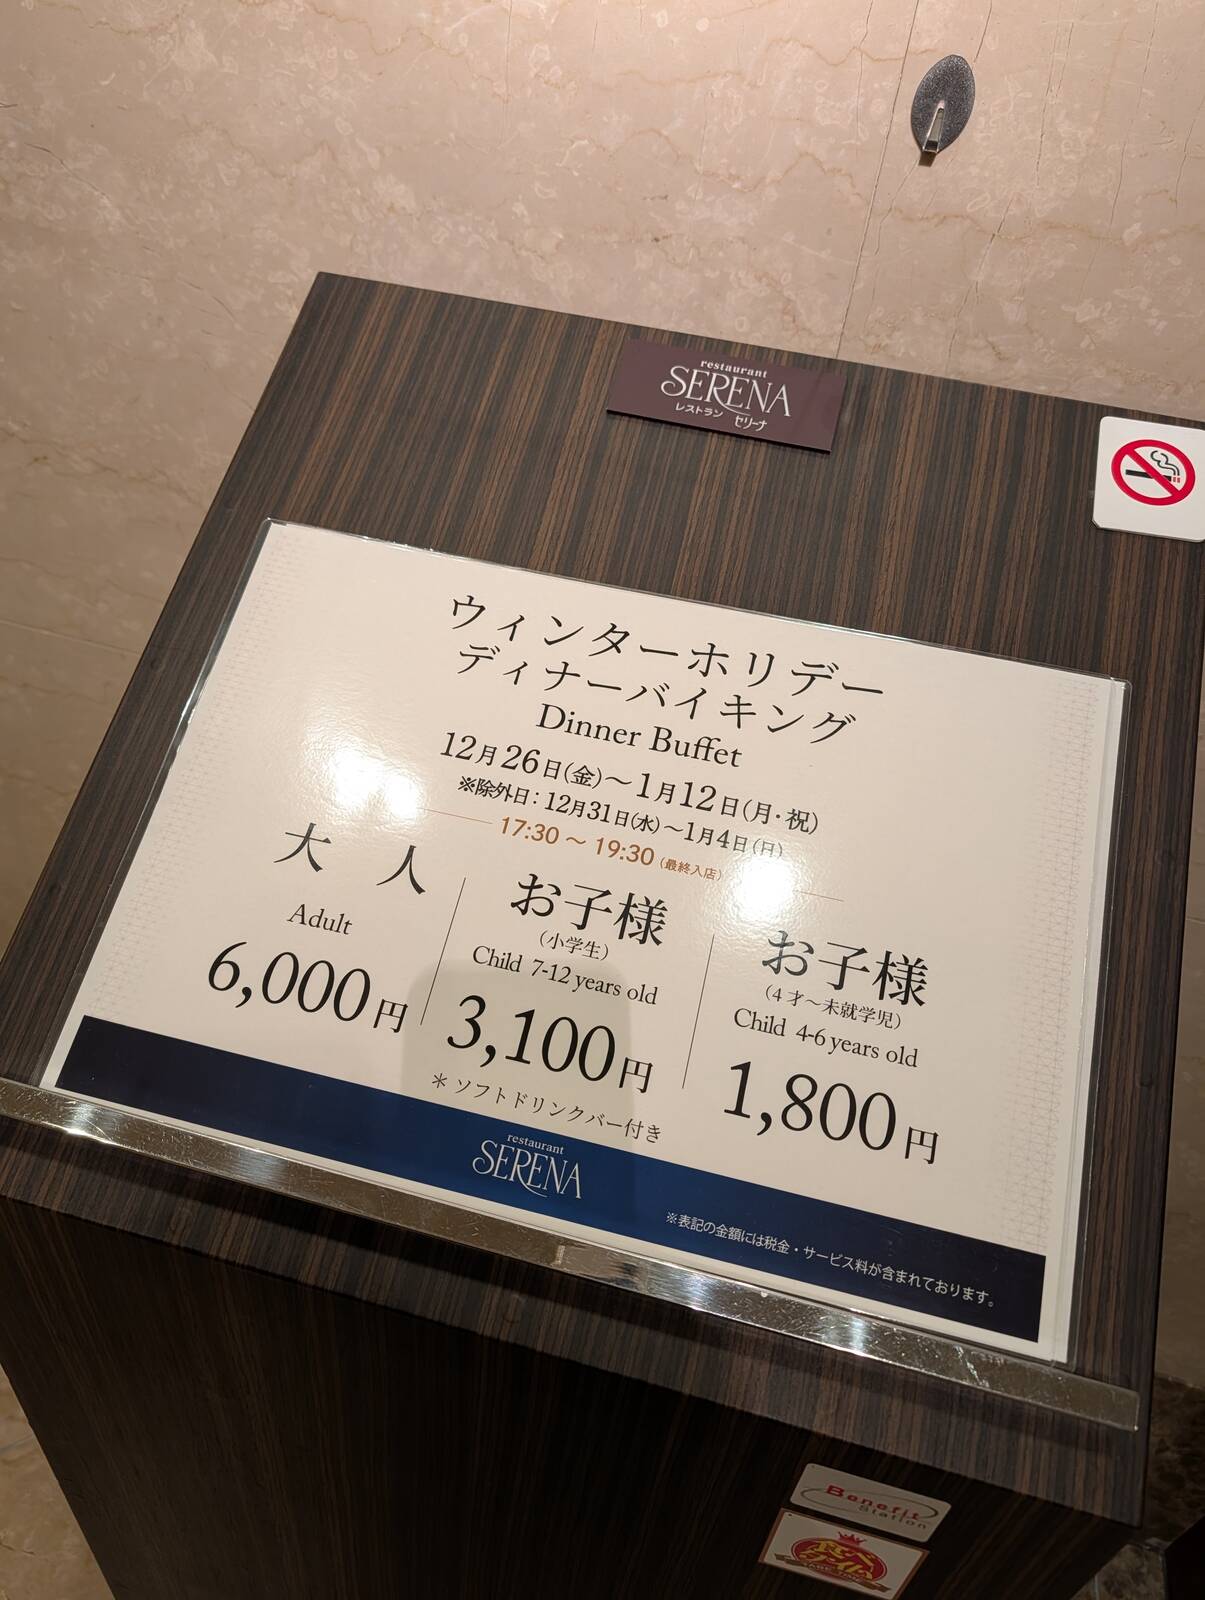 restaurant
SERENA
レストラン セリーナ
ウィンターホリデー
ディナーバイキング
Dinner Buffet
12月26日(金)～1月12日(月・祝)
※除外日：12月31日(水)～1月4日(日)
17:30 ～ 19:30 (最終入店)
大人
Adult
6,000円
お子様
(小学生)
Child 7-12 years old
3,100円
お子様
(4才～未就学児)
Child 4-6 years old
1,800円
＊ソフトドリンクバー付き
restaurant
SERENA
※表記の金額には税金・サービス料が含まれております。
Benefit
Station
食べ
タイム